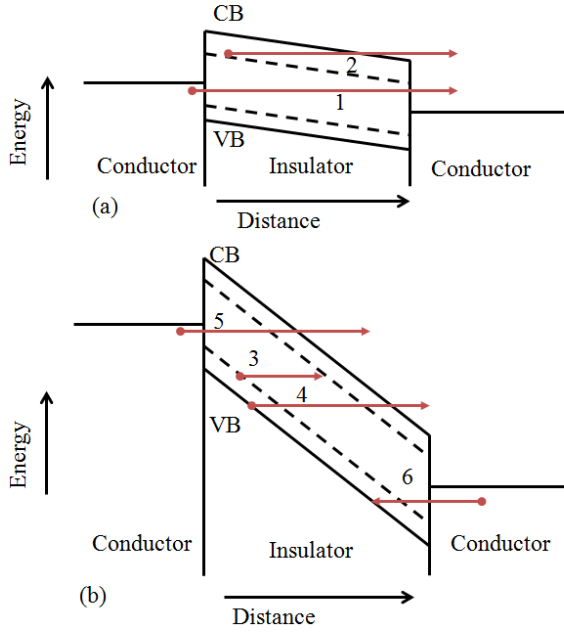 CB
2
1
VB
Energy
Conductor
Insulator
Conductor
(a)
Distance
CB
5
3
4
VB
6
Energy
Conductor
Insulator
Conductor
(b)
Distance